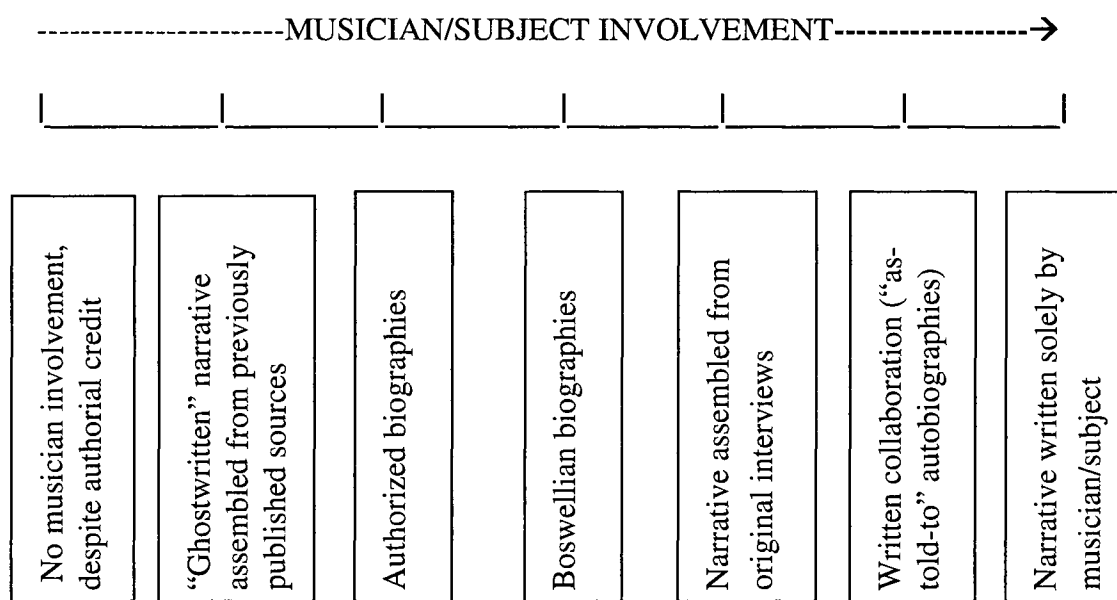 ------------------------MUSICIAN/SUBJECT INVOLVEMENT-------------------→
No musician involvement,
despite authorial credit
“Ghostwritten” narrative
assembled from previously
published sources
Authorized biographies
Boswellian biographies
Narrative assembled from
original interviews
Written collaboration (“as-
told-to” autobiographies)
Narrative written solely by
musician/subject